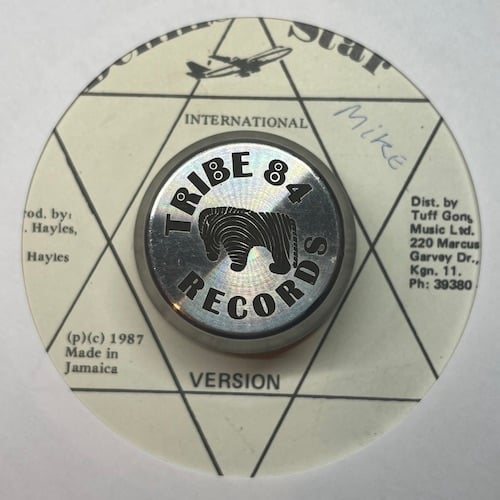 Star
INTERNATIONAL
Mike
TRIBE 84
RECORDS
rod. by:
. Hayles,
Hayles
Dist. by
Tuff Gong
Music Ltd.
220 Marcus
Garvey Dr.,
Kgn. 11.
Ph: 39380
(p)(c) 1987
Made in
Jamaica
VERSION